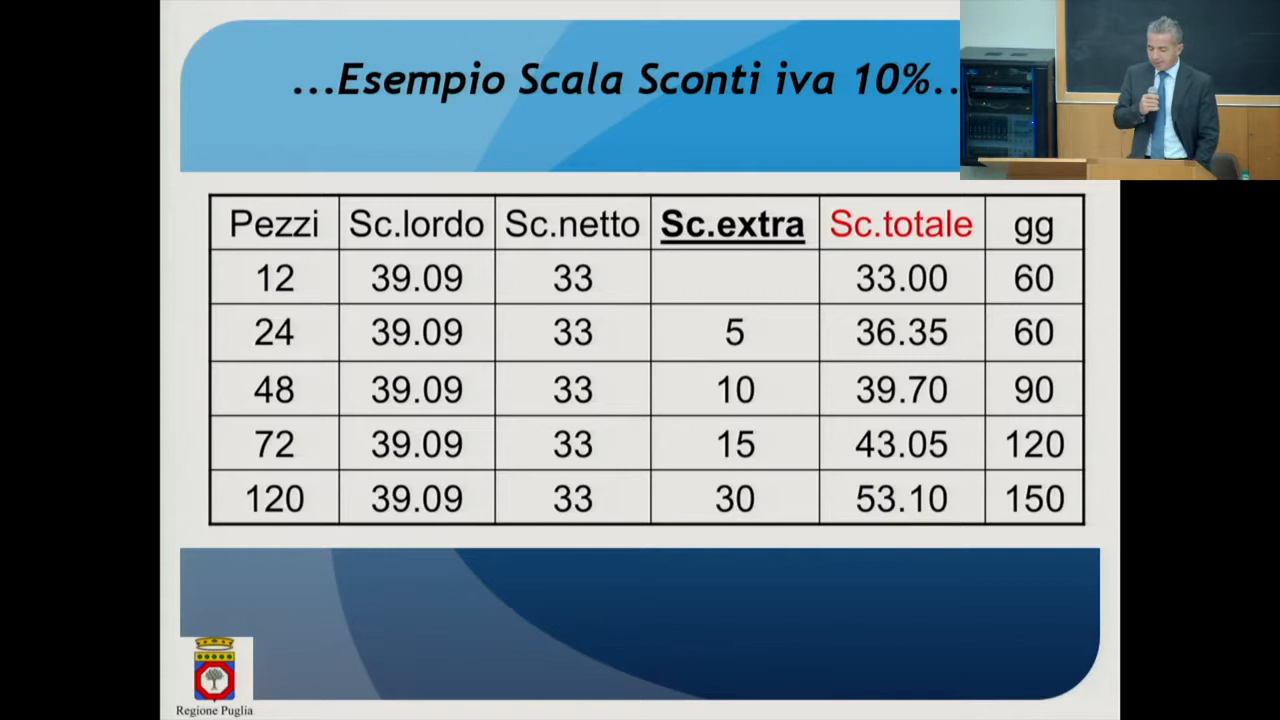 ...Esempio Scala Sconti iva 10%..
Pezzi Sc.lordo Sc.netto Sc.extra Sc.totale gg
12 39.09 33 33.00 60
24 39.09 33 5 36.35 60
48 39.09 33 10 39.70 90
72 39.09 33 15 43.05 120
120 39.09 33 30 53.10 150
Regione Puglia